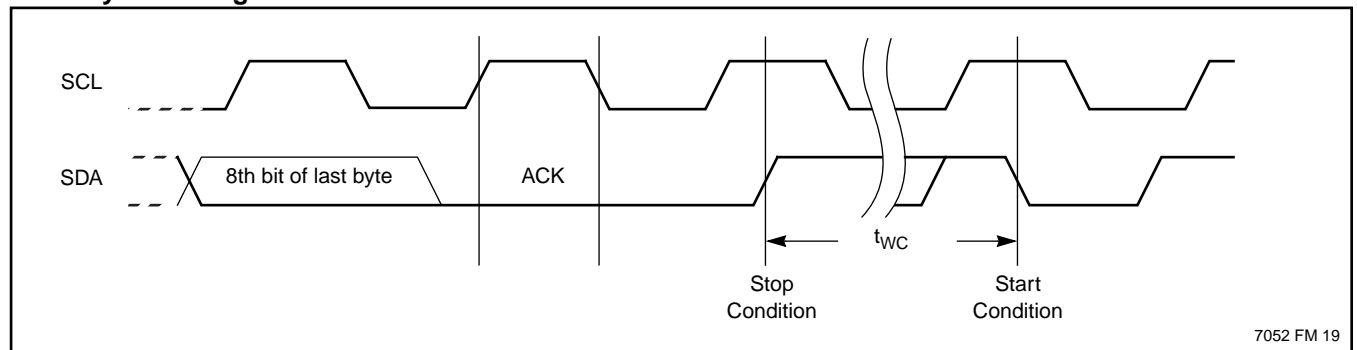 SCL
SDA
8th bit of last byte
ACK
tWC
Stop
Condition
Start
Condition
7052 FM 19